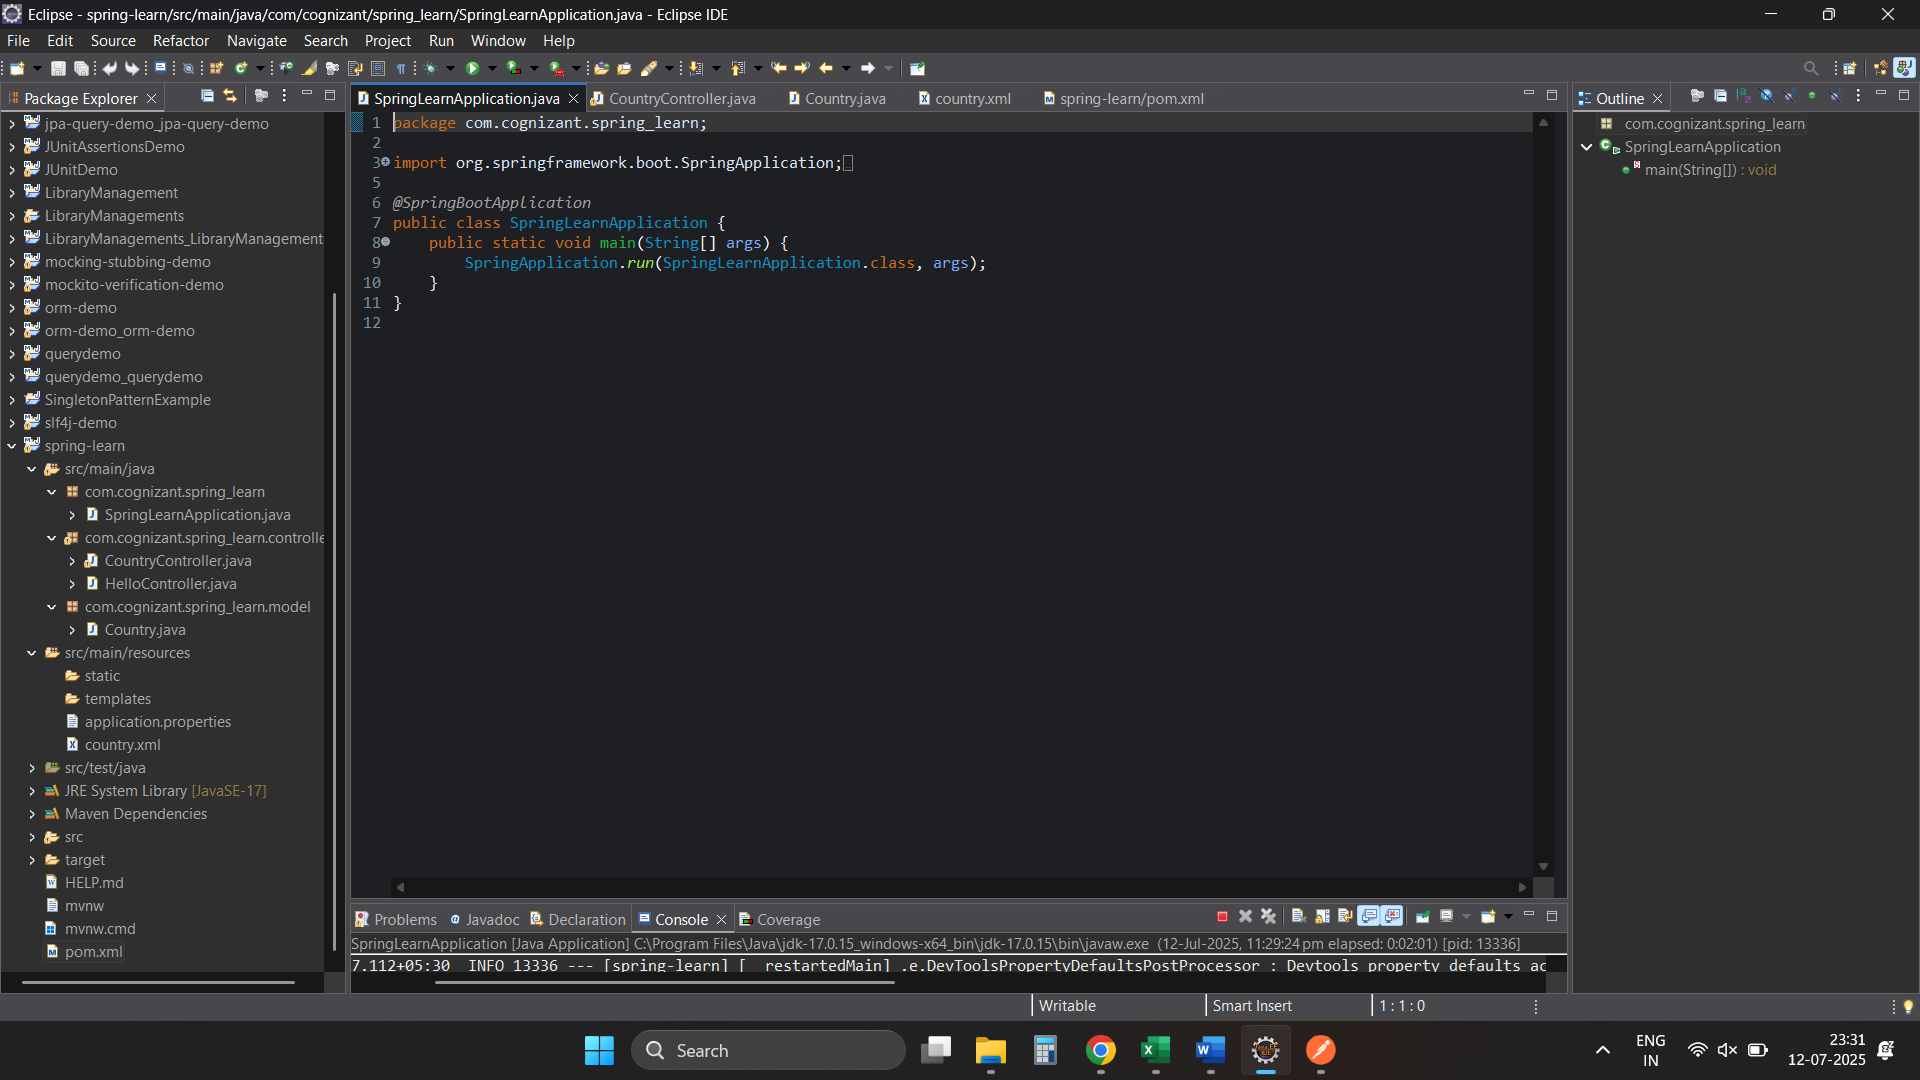 Eclipse - spring-learn/src/main/java/com/cognizant/spring_learn/SpringLearnApplication.java - Eclipse IDE
File Edit Source Refactor Navigate Search Project Run Window Help
Package Explorer
jpa-query-demo_jpa-query-demo
JUnitAssertionsDemo
JUnitDemo
LibraryManagement
LibraryManagements
LibraryManagements_LibraryManagement
mocking-stubbing-demo
mockito-verification-demo
orm-demo
orm-demo_orm-demo
querydemo
querydemo_querydemo
SingletonPatternExample
slf4j-demo
spring-learn
src/main/java
com.cognizant.spring_learn
SpringLearnApplication.java
com.cognizant.spring_learn.controlle
CountryController.java
HelloController.java
com.cognizant.spring_learn.model
Country.java
src/main/resources
static
templates
application.properties
country.xml
src/test/java
JRE System Library [JavaSE-17]
Maven Dependencies
src
target
HELP.md
mvnw
mvnw.cmd
pom.xml
SpringLearnApplication.java CountryController.java Country.java country.xml spring-learn/pom.xml
1 package com.cognizant.spring_learn;
2
3 import org.springframework.boot.SpringApplication;
5
6 @SpringBootApplication
7 public class SpringLearnApplication {
8 public static void main(String[] args) {
9 SpringApplication.run(SpringLearnApplication.class, args);
10 }
11 }
12
Outline
com.cognizant.spring_learn
SpringLearnApplication
main(String[]) : void
Problems Javadoc Declaration Console Coverage
SpringLearnApplication [Java Application] C:\Program Files\Java\jdk-17.0.15_windows-x64_bin\jdk-17.0.15\bin\javaw.exe (12-Jul-2025, 11:29:24 pm elapsed: 0:02:01) [pid: 13336]
7.112+05:30 INFO 13336 --- [spring-learn] [ restartedMain] .e.DevToolsPropertyDefaultsPostProcessor : Devtools property defaults ac
Writable Smart Insert 1 : 1 : 0
Search
ENG
IN
23:31
12-07-2025